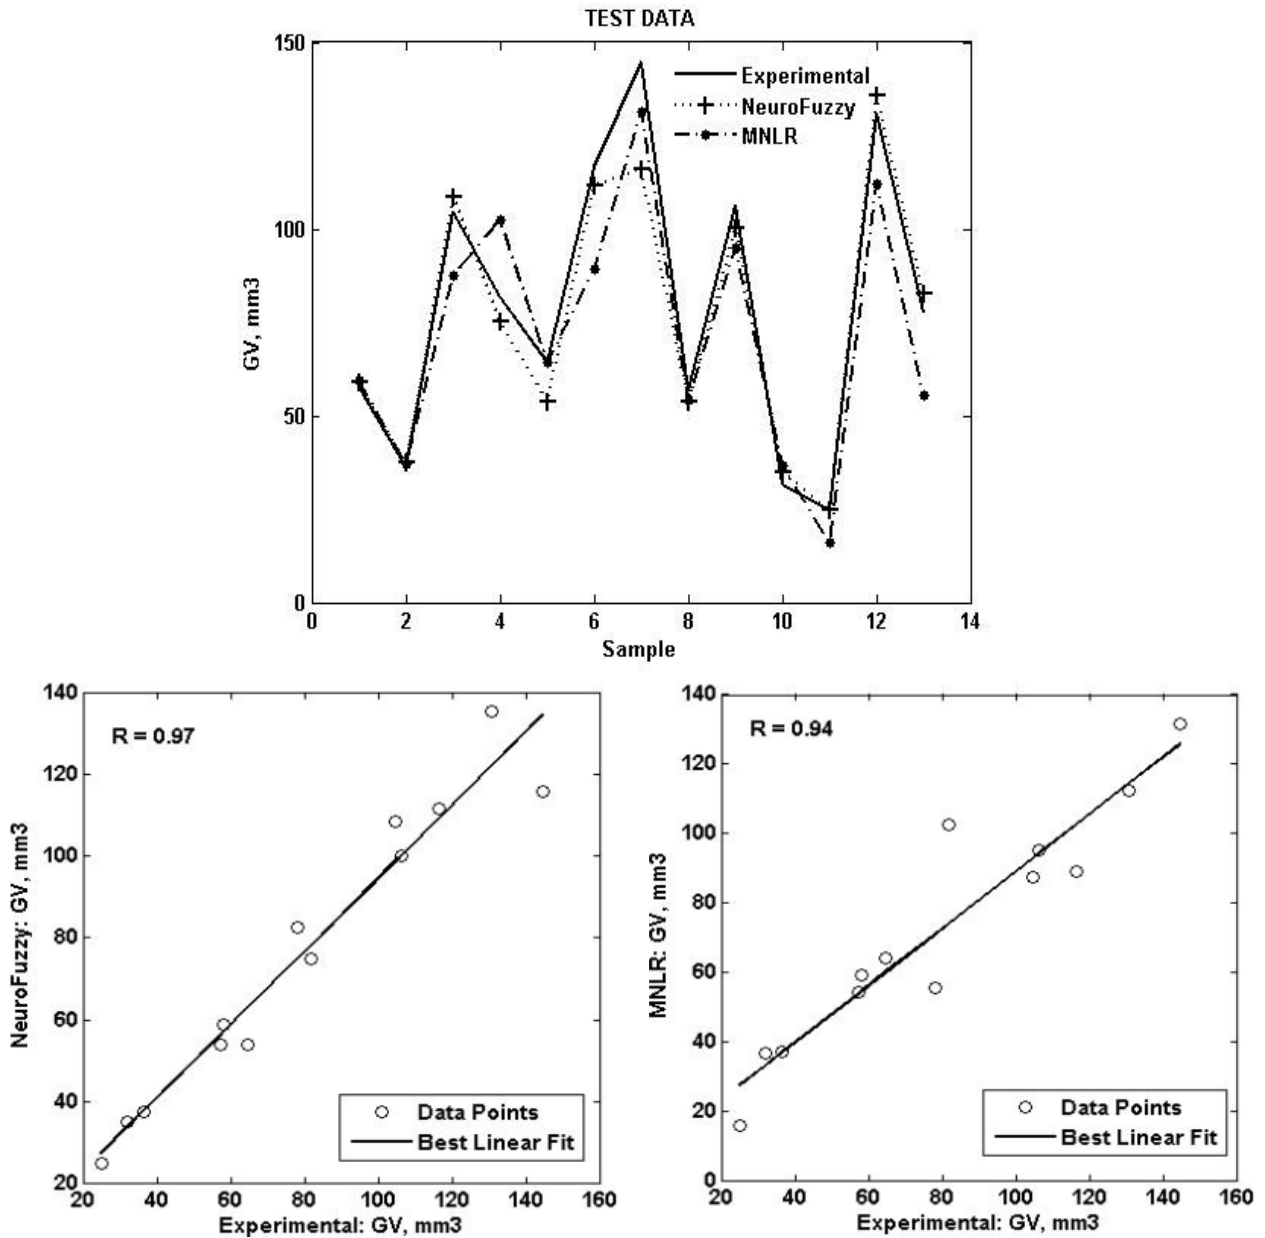 TEST DATA
150
100
50
0
GV, mm3
Experimental
NeuroFuzzy
MNLR
0 2 4 6 8 10 12 14
Sample
140
120
100
80
60
40
20
NeuroFuzzy: GV, mm3
R = 0.97
Data Points
Best Linear Fit
20 40 60 80 100 120 140 160
Experimental: GV, mm3
140
120
100
80
60
40
20
0
MNLR: GV, mm3
R = 0.94
Data Points
Best Linear Fit
20 40 60 80 100 120 140 160
Experimental: GV, mm3